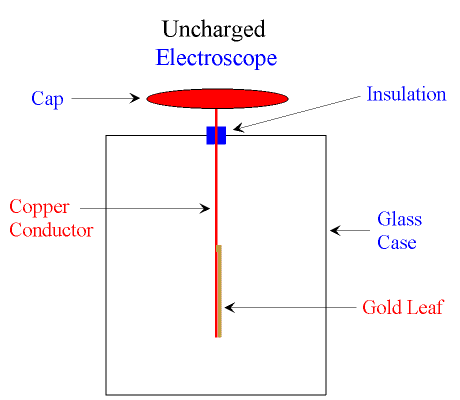 Uncharged
Electroscope
Cap
Insulation
Copper
Conductor
Glass
Case
Gold Leaf